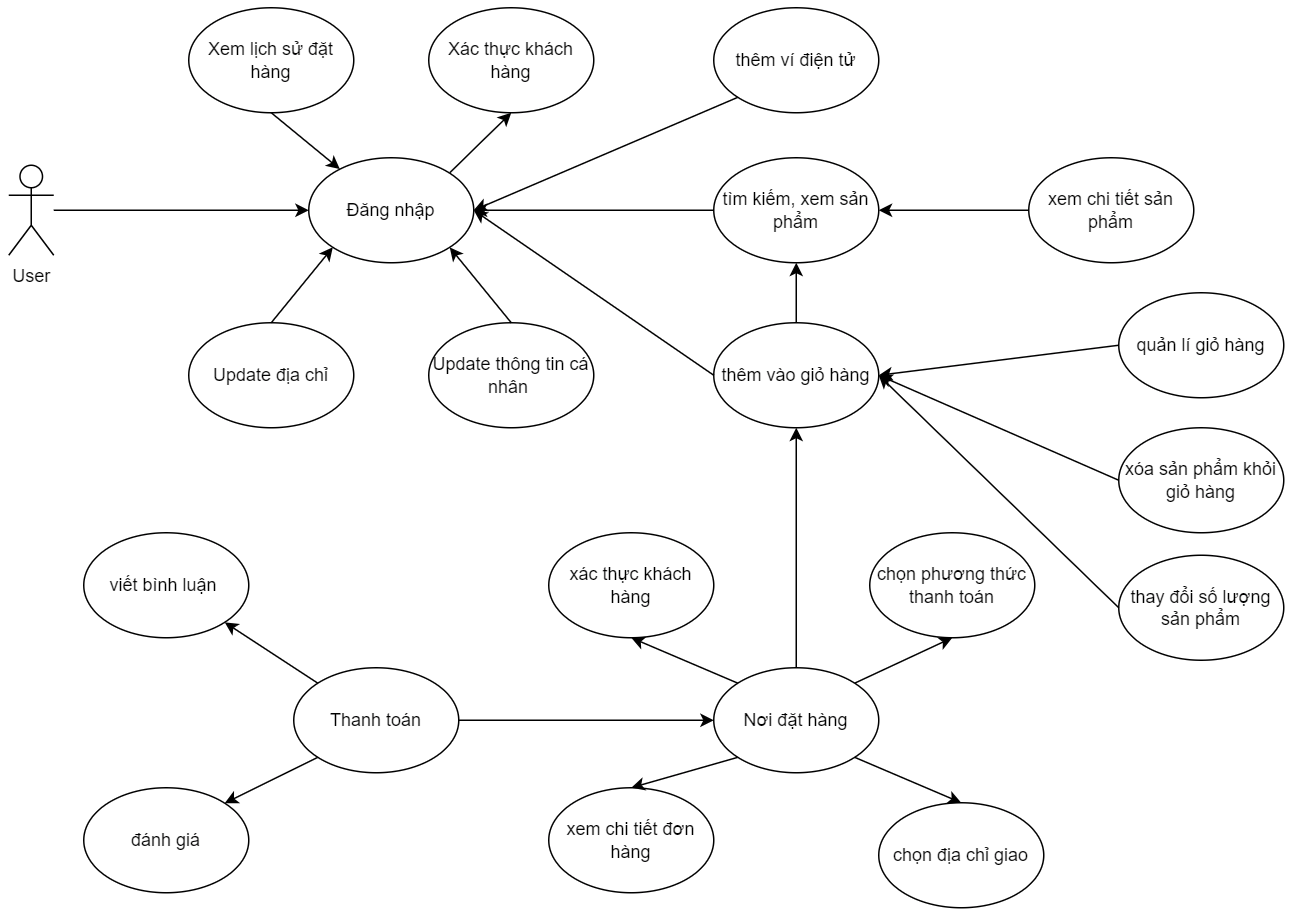 Xem lịch sử đặt
hàng
Xác thực khách
hàng
thêm ví điện tử
Đăng nhập
tìm kiếm, xem sản
phẩm
xem chi tiết sản
phẩm
User
Update địa chỉ
Update thông tin cá
nhân
thêm vào giỏ hàng
quản lí giỏ hàng
xóa sản phẩm khỏi
giỏ hàng
viết bình luận
xác thực khách
hàng
chọn phương thức
thanh toán
thay đổi số lượng
sản phẩm
Thanh toán
Nơi đặt hàng
đánh giá
xem chi tiết đơn
hàng
chọn địa chỉ giao